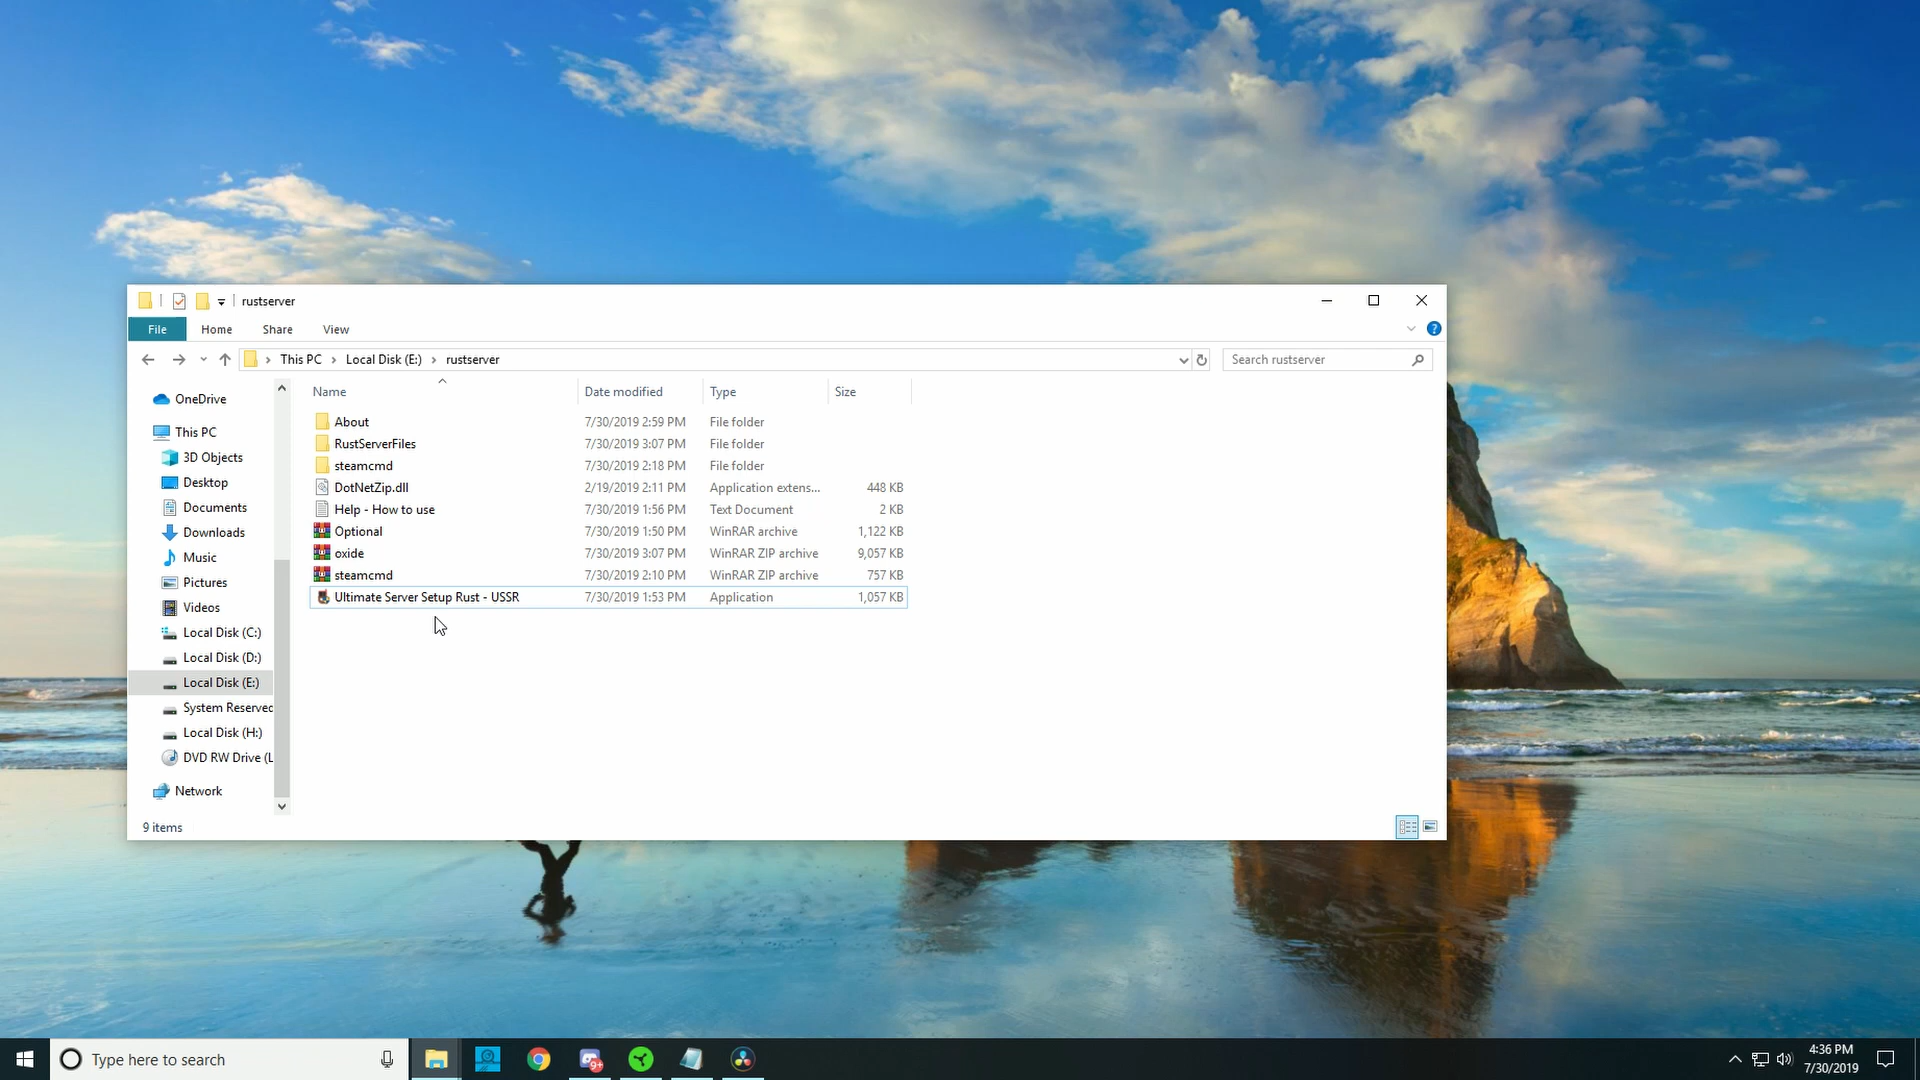 rustserver
File Home Share View
This PC Local Disk (E:) rustserver
Search rustserver
OneDrive
This PC
3D Objects
Desktop
Documents
Downloads
Music
Pictures
Videos
Local Disk (C:)
Local Disk (D:)
Local Disk (E:)
System Reserved
Local Disk (H:)
DVD RW Drive (L
Network
Name Date modified Type Size
About 7/30/2019 2:59 PM File folder
RustServerFiles 7/30/2019 3:07 PM File folder
steamcmd 7/30/2019 2:18 PM File folder
DotNetZip.dll 2/19/2019 2:11 PM Application extens... 448 KB
Help - How to use 7/30/2019 1:56 PM Text Document 2 KB
Optional 7/30/2019 1:50 PM WinRAR archive 1,122 KB
oxide 7/30/2019 3:07 PM WinRAR ZIP archive 9,057 KB
steamcmd 7/30/2019 2:10 PM WinRAR ZIP archive 757 KB
Ultimate Server Setup Rust - USSR 7/30/2019 1:53 PM Application 1,057 KB
9 items
Type here to search
9+
4:36 PM
7/30/2019